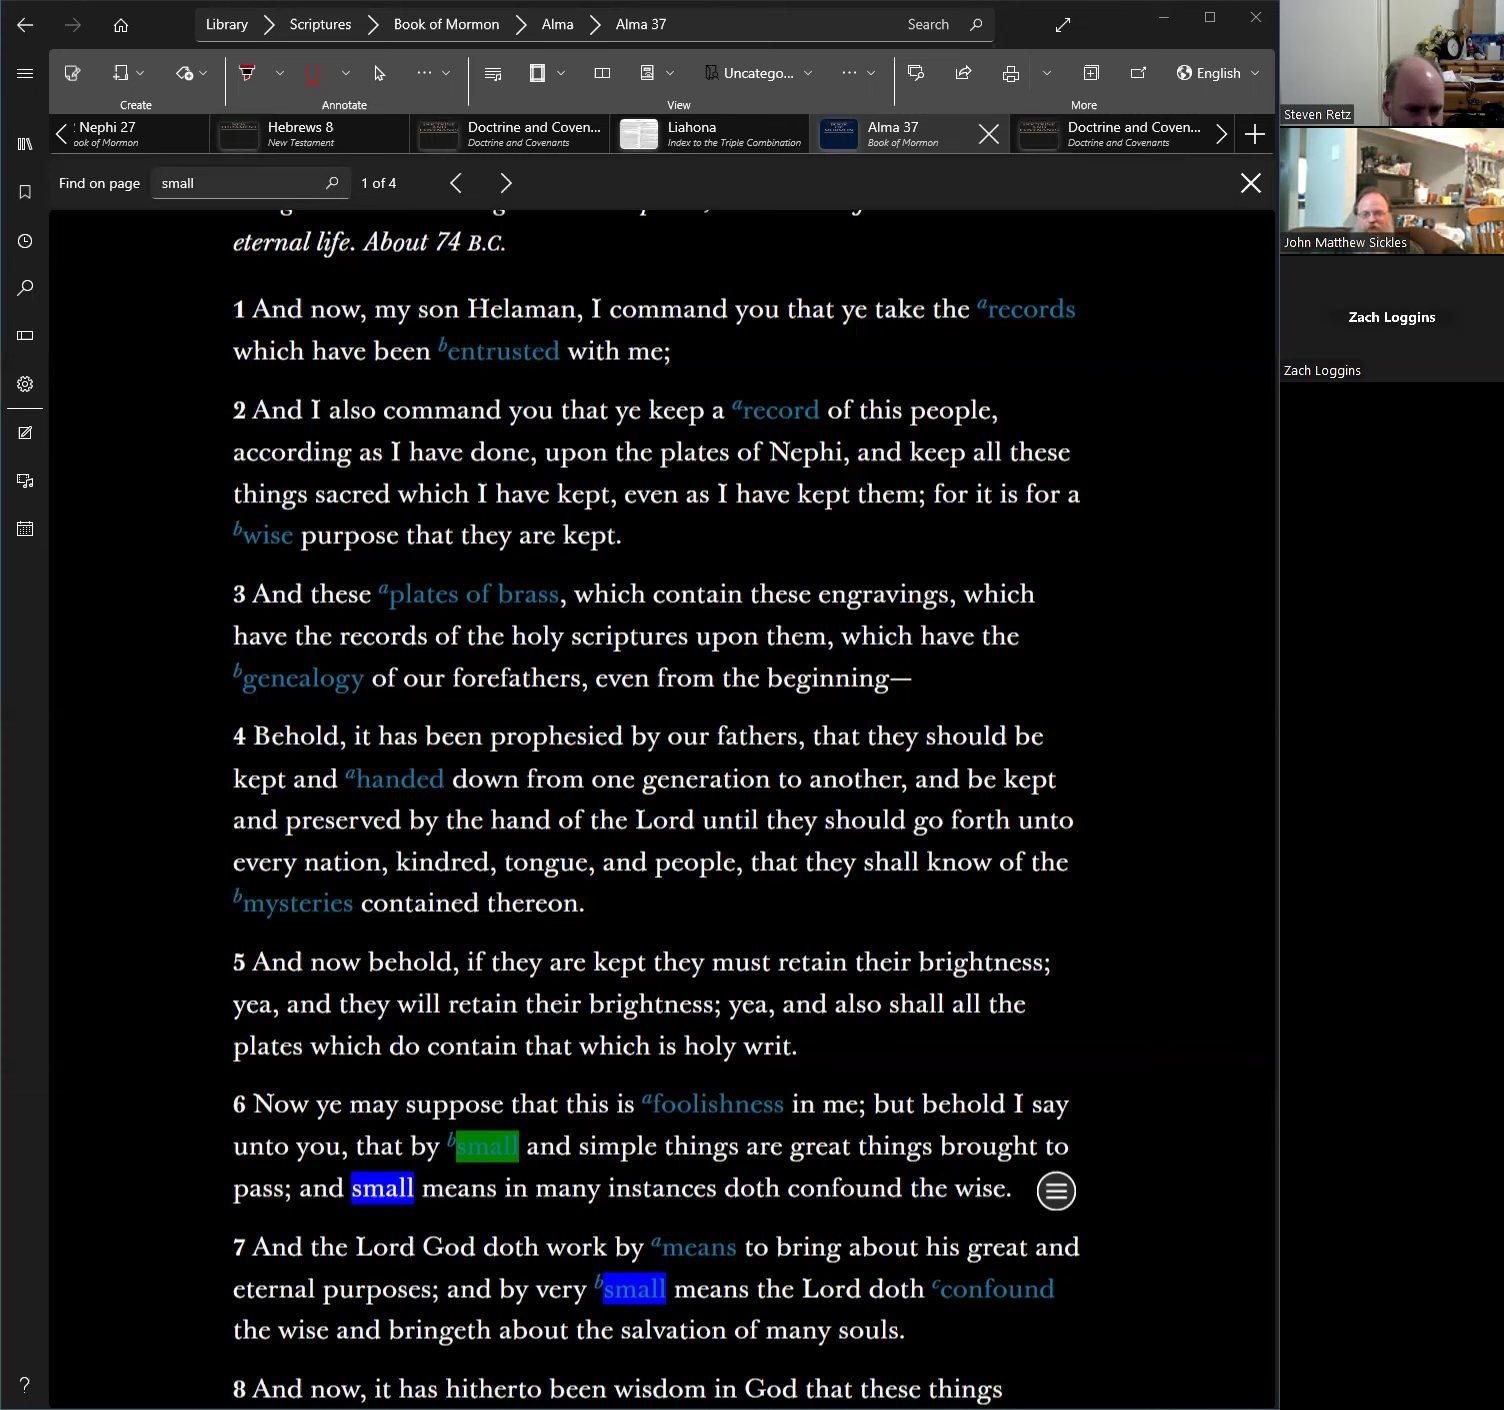 Library > Scriptures > Book of Mormon > Alma > Alma 37
Search
Uncatego...
English
Create
Annotate
View
More
Nephi 27
ook of Mormon
Hebrews 8
New Testament
Doctrine and Coven...
Doctrine and Covenants
Liahona
Index to the Triple Combination
Alma 37
Book of Mormon
Doctrine and Coven...
Doctrine and Covenants
Find on page
small
1 of 4
eternal life. About 74 B.C.
1 And now, my son Helaman, I command you that ye take the a records
which have been b entrusted with me;
2 And I also command you that ye keep a a record of this people,
according as I have done, upon the plates of Nephi, and keep all these
things sacred which I have kept, even as I have kept them; for it is for a
b wise purpose that they are kept.
3 And these a plates of brass, which contain these engravings, which
have the records of the holy scriptures upon them, which have the
b genealogy of our forefathers, even from the beginning—
4 Behold, it has been prophesied by our fathers, that they should be
kept and a handed down from one generation to another, and be kept
and preserved by the hand of the Lord until they should go forth unto
every nation, kindred, tongue, and people, that they shall know of the
b mysteries contained thereon.
5 And now behold, if they are kept they must retain their brightness;
yea, and they will retain their brightness; yea, and also shall all the
plates which do contain that which is holy writ.
6 Now ye may suppose that this is a foolishness in me; but behold I say
unto you, that by b small and simple things are great things brought to
pass; and small means in many instances doth confound the wise.
7 And the Lord God doth work by a means to bring about his great and
eternal purposes; and by very b small means the Lord doth c confound
the wise and bringeth about the salvation of many souls.
8 And now, it has hitherto been wisdom in God that these things
Steven Retz
John Matthew Sickles
Zach Loggins
Zach Loggins